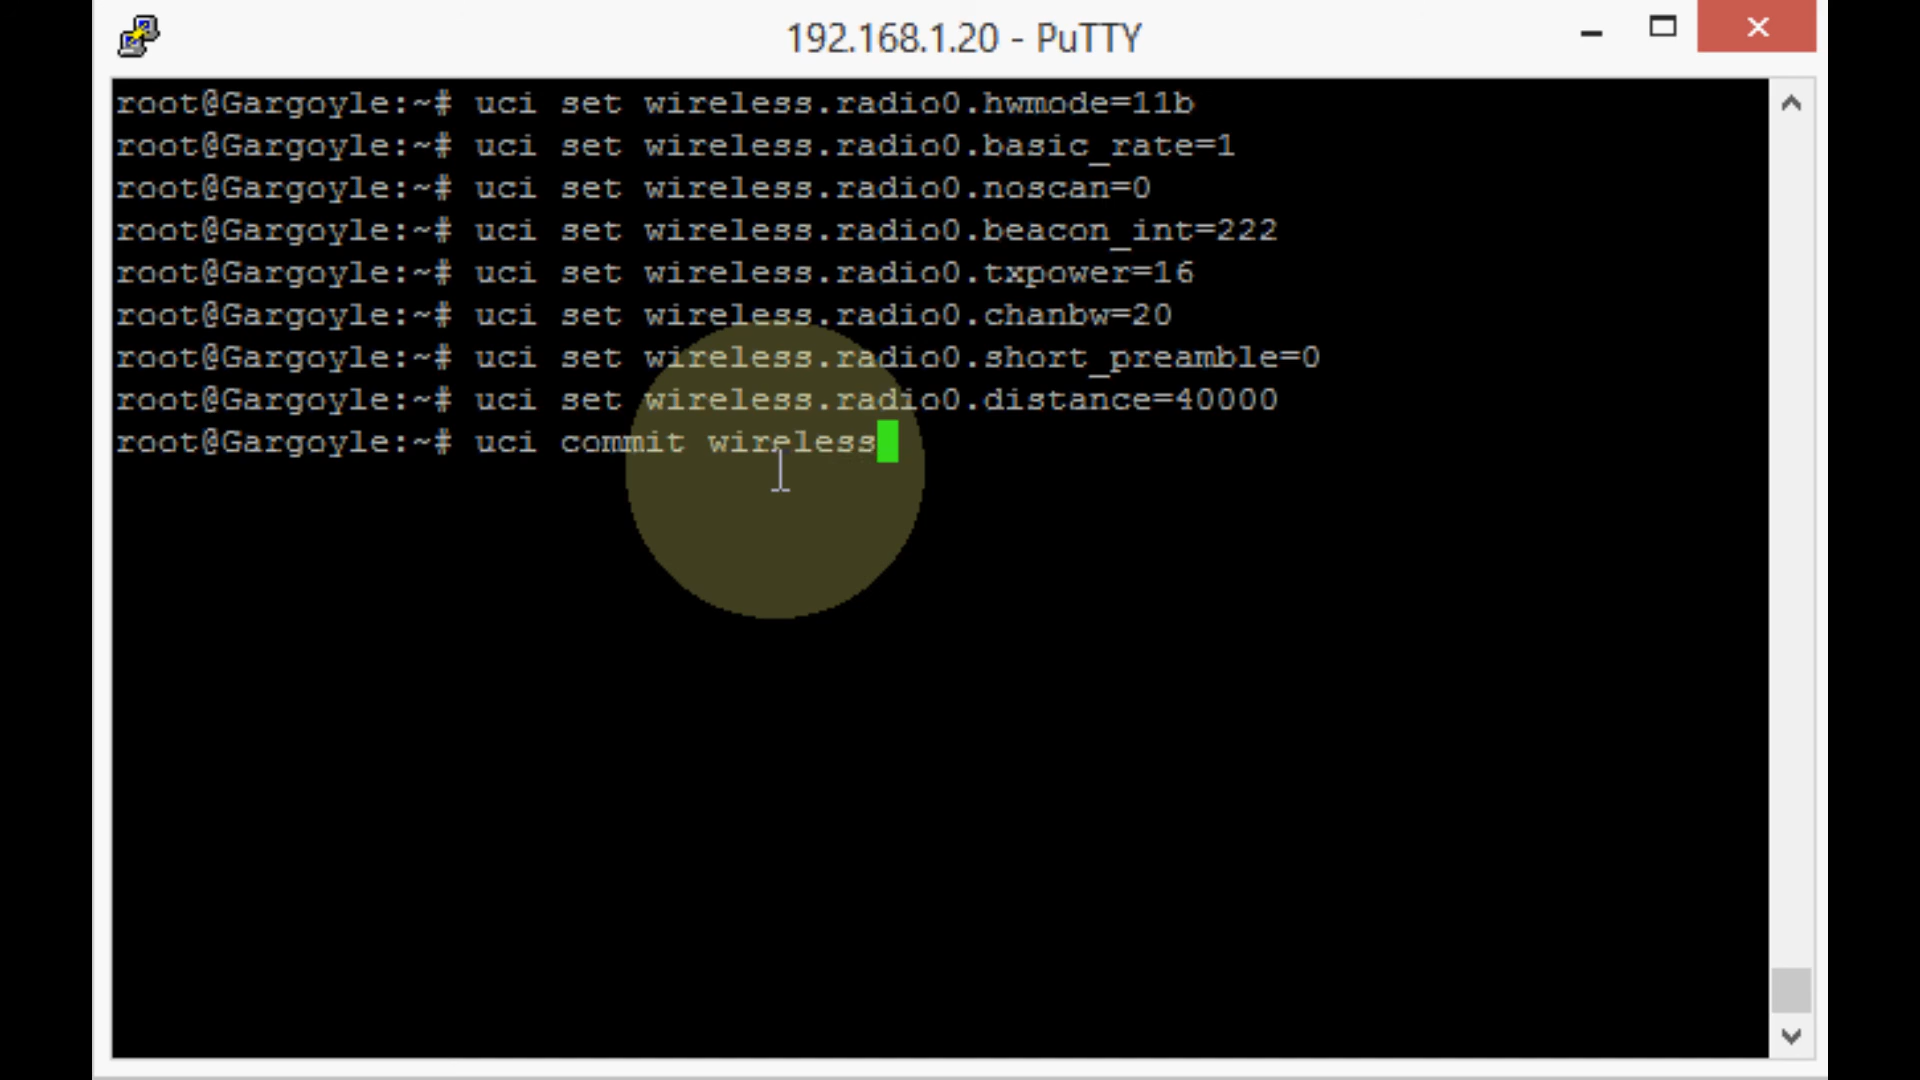 192.168.1.20 - PuTTY
root@Gargoyle:~# uci set wireless.radio0.hwmode=11b
root@Gargoyle:~# uci set wireless.radio0.basic_rate=1
root@Gargoyle:~# uci set wireless.radio0.noscan=0
root@Gargoyle:~# uci set wireless.radio0.beacon_int=222
root@Gargoyle:~# uci set wireless.radio0.txpower=16
root@Gargoyle:~# uci set wireless.radio0.chanbw=20
root@Gargoyle:~# uci set wireless.radio0.short_preamble=0
root@Gargoyle:~# uci set wireless.radio0.distance=40000
root@Gargoyle:~# uci commit wireless